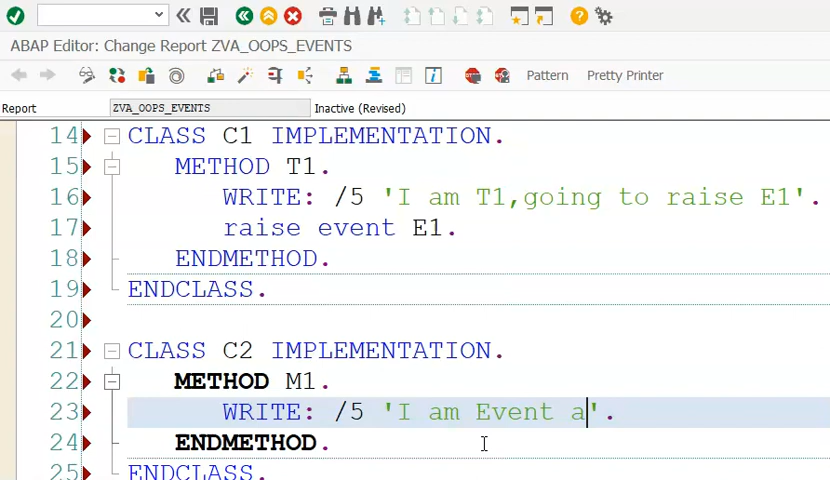 ABAP Editor: Change Report ZVA_OOPS_EVENTS
Pattern Pretty Printer
Report ZVA_OOPS_EVENTS Inactive (Revised)
14 CLASS C1 IMPLEMENTATION.
15 METHOD T1.
16 WRITE: /5 'I am T1,going to raise E1'.
17 raise event E1.
18 ENDMETHOD.
19 ENDCLASS.
20
21 CLASS C2 IMPLEMENTATION.
22 METHOD M1.
23 WRITE: /5 'I am Event a'.
24 ENDMETHOD.
25 ENDCLASS.